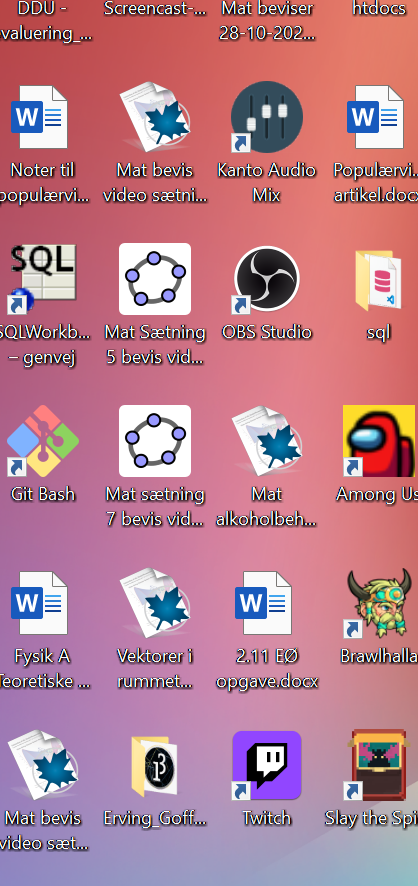 DDU -
valuering_...
Screencast-...
Mat beviser
28-10-202...
htdocs
Noter til
populærvi...
Mat bevis
video sætni...
Kanto Audio
Mix
Populærvi...
artikel.docx
SQL
SQLWorkb...
– genvej
Mat Sætning
5 bevis vid...
OBS Studio
sql
Git Bash
Mat sætning
7 bevis vid...
Mat
alkoholbeh...
Among Us
W
Fysik A
Teoretiske ...
Vektorer i
rummet...
W
2.11 EØ
opgave.docx
Brawlhalla
Mat bevis
video sæt...
Erving_Goff...
Twitch
Slay the Spi